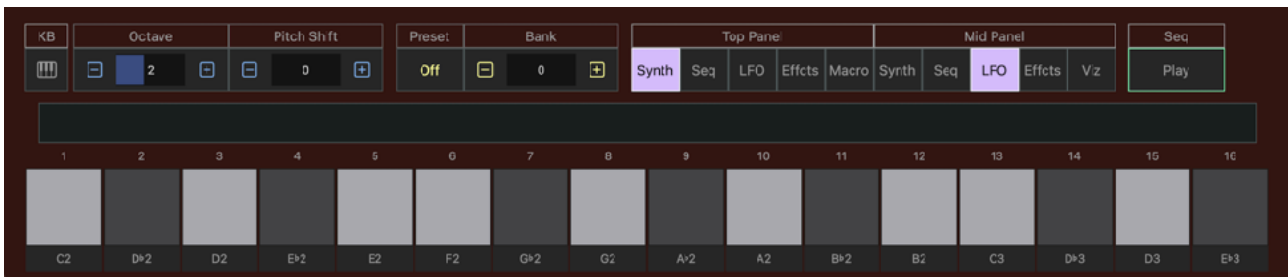 KB Octave Pitch Shift Preset Bank Top Panel Mid Panel Seq
2 0 Off 0 Synth Seq LFO Effcts Macro Synth Seq LFO Effcts Viz Play
1 2 3 4 5 6 7 8 9 10 11 12 13 14 15 16
C2 D♭2 D2 E♭2 E2 F2 G♭2 G2 A♭2 A2 B♭2 B2 C3 D♭3 D3 E♭3